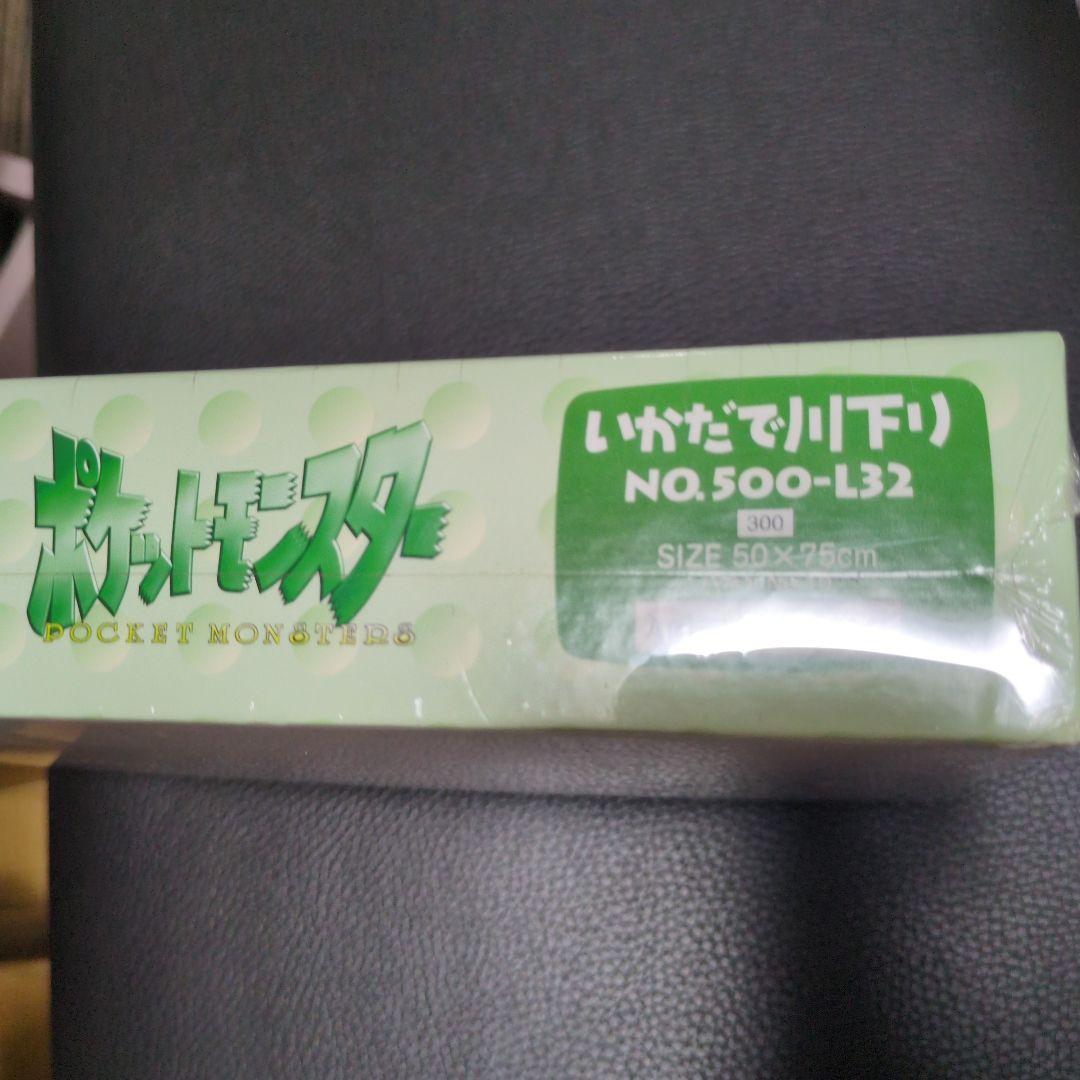 ポケットモンスター
POCKET MONSTERS
いかだで川下り
NO.500-L32
300
SIZE 50×75cm